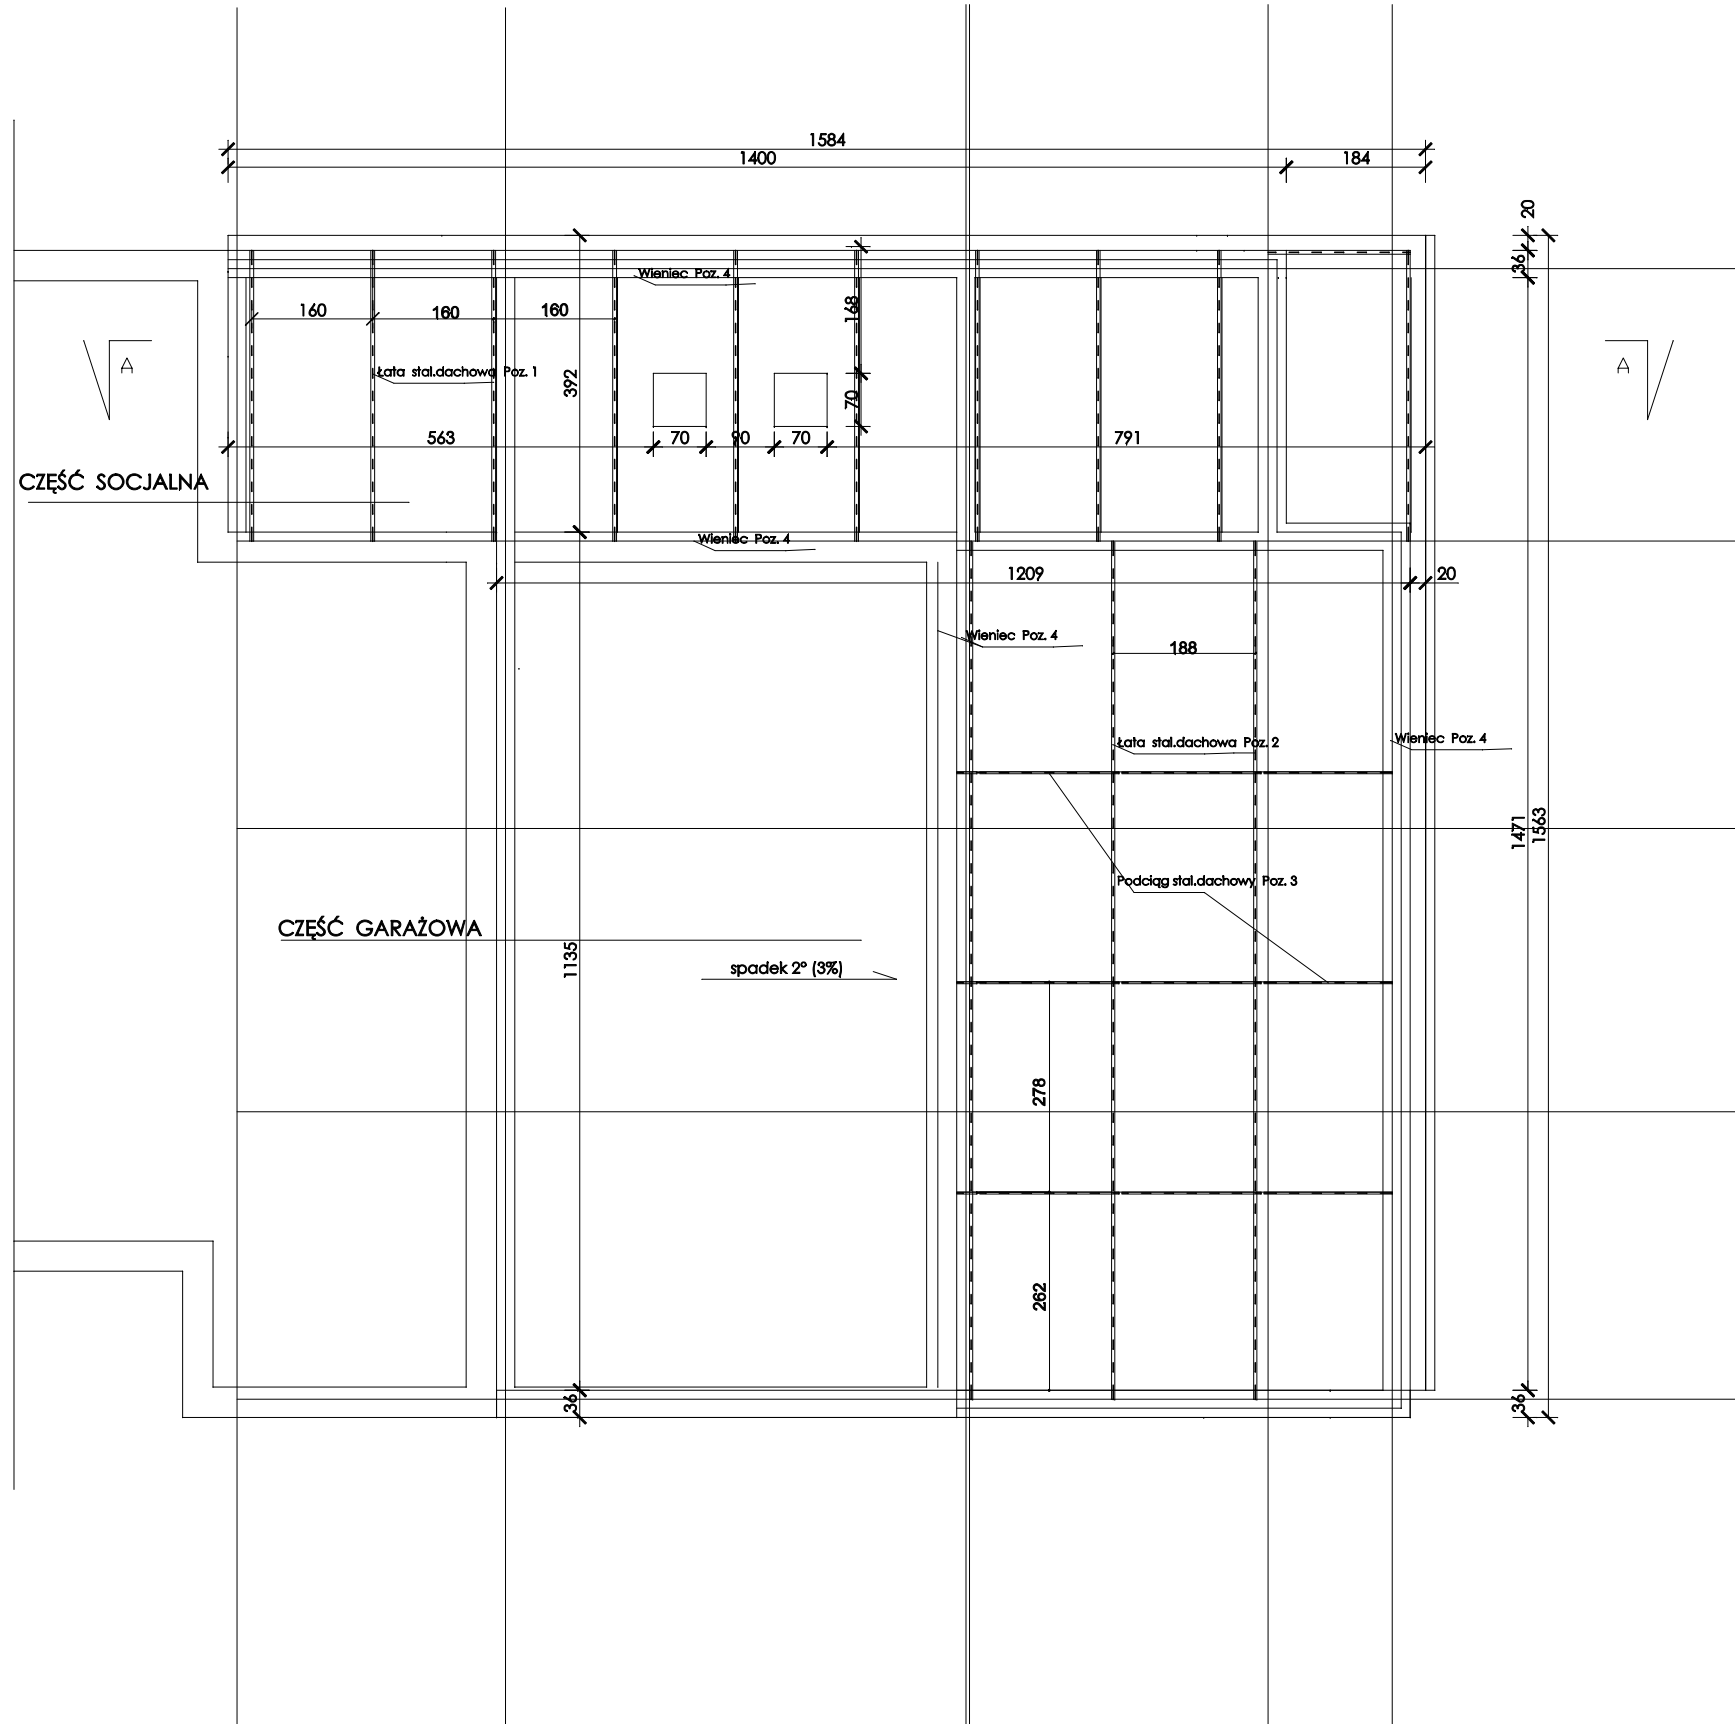 1584
1400
184
20
36
Wieniec Poz. 4
160
160
160
168
A
A
Łata stal.dachowa Poz. 1
392
70
563
70
90
70
791
CZĘŚĆ SOCJALNA
Wieniec Poz. 4
1209
20
Wieniec Poz. 4
188
Łata stal.dachowa Poz. 2
Wieniec Poz. 4
1471
1563
Podciąg stal.dachowy Poz. 3
CZĘŚĆ GARAŻOWA
1135
spadek 2° (3%)
278
262
36
36